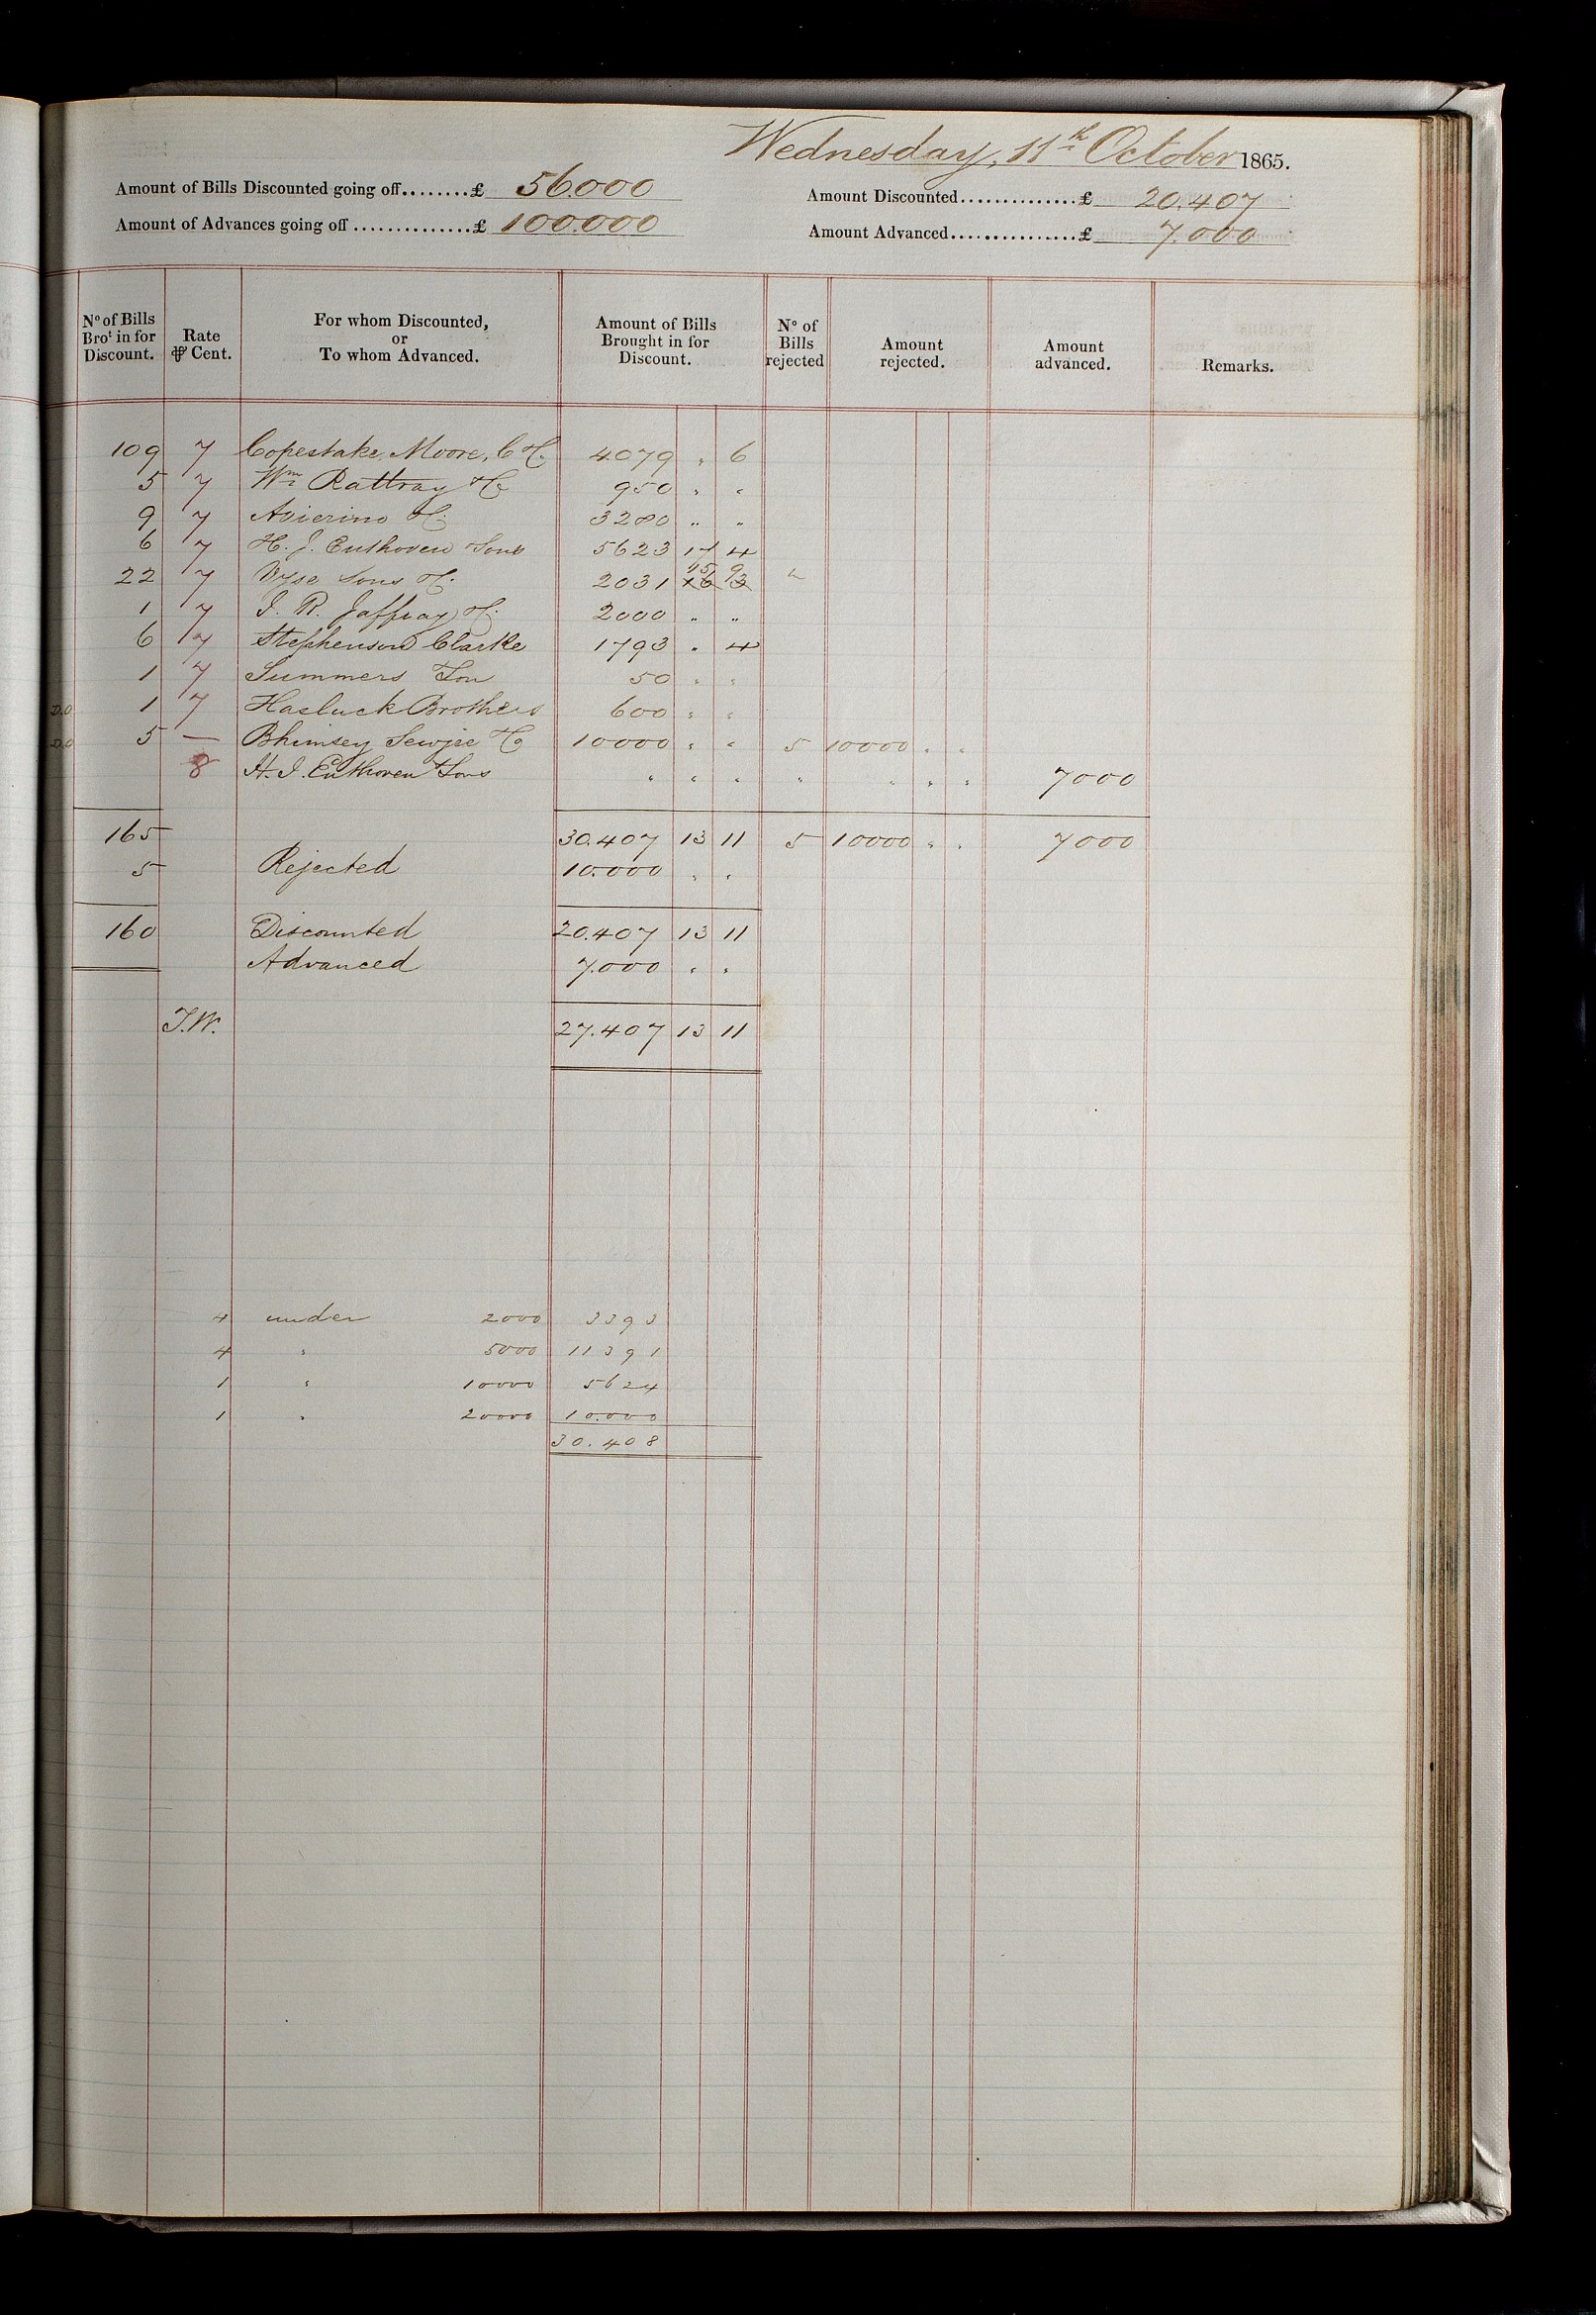 Wednesday, 11th October 1865.
Amount of Bills Discounted going off........£ 56.000 Amount Discounted..............£ 20.407
Amount of Advances going off ..............£ 100.000 Amount Advanced...............£ 7.000
No of Bills Brot in for Discount. Rate ⅌ Cent. For whom Discounted, or To whom Advanced. Amount of Bills Brought in for Discount. No of Bills rejected Amount rejected. Amount advanced. Remarks.
109 7 Copestake, Moore, C & Co. 4079 " 6
5 7 Wm Rattray & Co 950 " "
9 7 Avierino & Co. 3280 " "
6 7 H. J. Enthoven & Sons 5623 17 4
22 7 Vyse Sons & Co. 2031 16 3 15 9
1 7 J. R. Jaffray & Co. 2000 " "
6 7 Stephenson Clarke 1793 " 4
1 7 Summers & Son 50 " "
D.O 1 7 Hasluck Brothers 600 " "
D.O 5 — Bhimsey Sewjee & Co 10000 " " 5 10000 " "
8 H. J. Enthoven & Sons " " " " " " " 7000
165 30.407 13 11 5 10000 " " 7000
5 Rejected 10.000 " "
160 Discounted 20.407 13 11
Advanced 7.000 " "
J.W. 27.407 13 11
4 under 2000 3393
4 " 5000 11391
1 " 10000 5624
1 " 20000 10.000
30.408